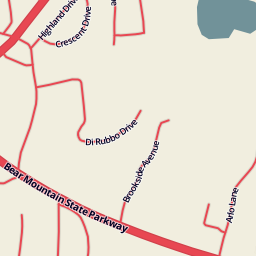 Highland Drive
Crescent Drive
Di Rubbo Drive
Brookside Avenue
Bear Mountain State Parkway
Arlo Lane